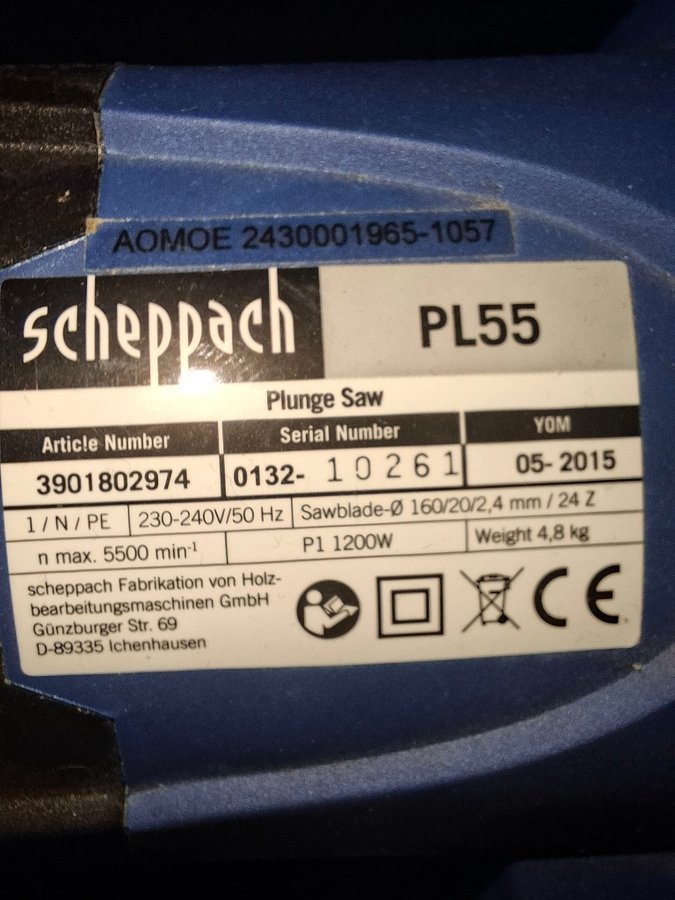 AOMOE 2430001965-1057
scheppach PL55
Plunge Saw
Article Number Serial Number YOM
3901802974 0132- 10261 05-2015
1 / N / PE 230-240V/50 Hz Sawblade-Ø 160/20/2,4 mm / 24 Z
n max. 5500 min-1 P1 1200W Weight 4,8 kg
scheppach Fabrikation von Holz-
bearbeitungsmaschinen GmbH
Günzburger Str. 69
D-89335 Ichenhausen
CE